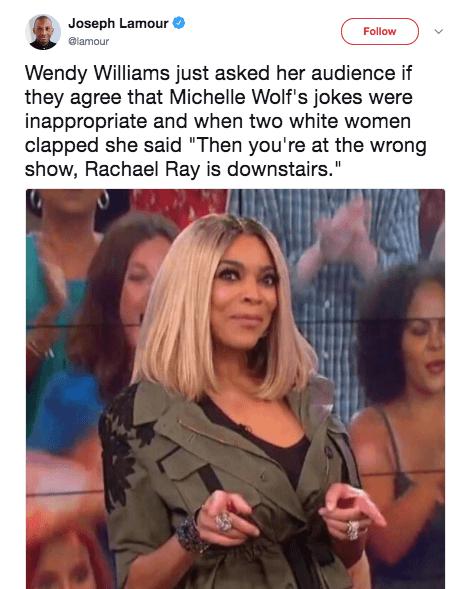 Joseph Lamour
@lamour
Follow
Wendy Williams just asked her audience if
they agree that Michelle Wolf's jokes were
inappropriate and when two white women
clapped she said "Then you're at the wrong
show, Rachael Ray is downstairs."